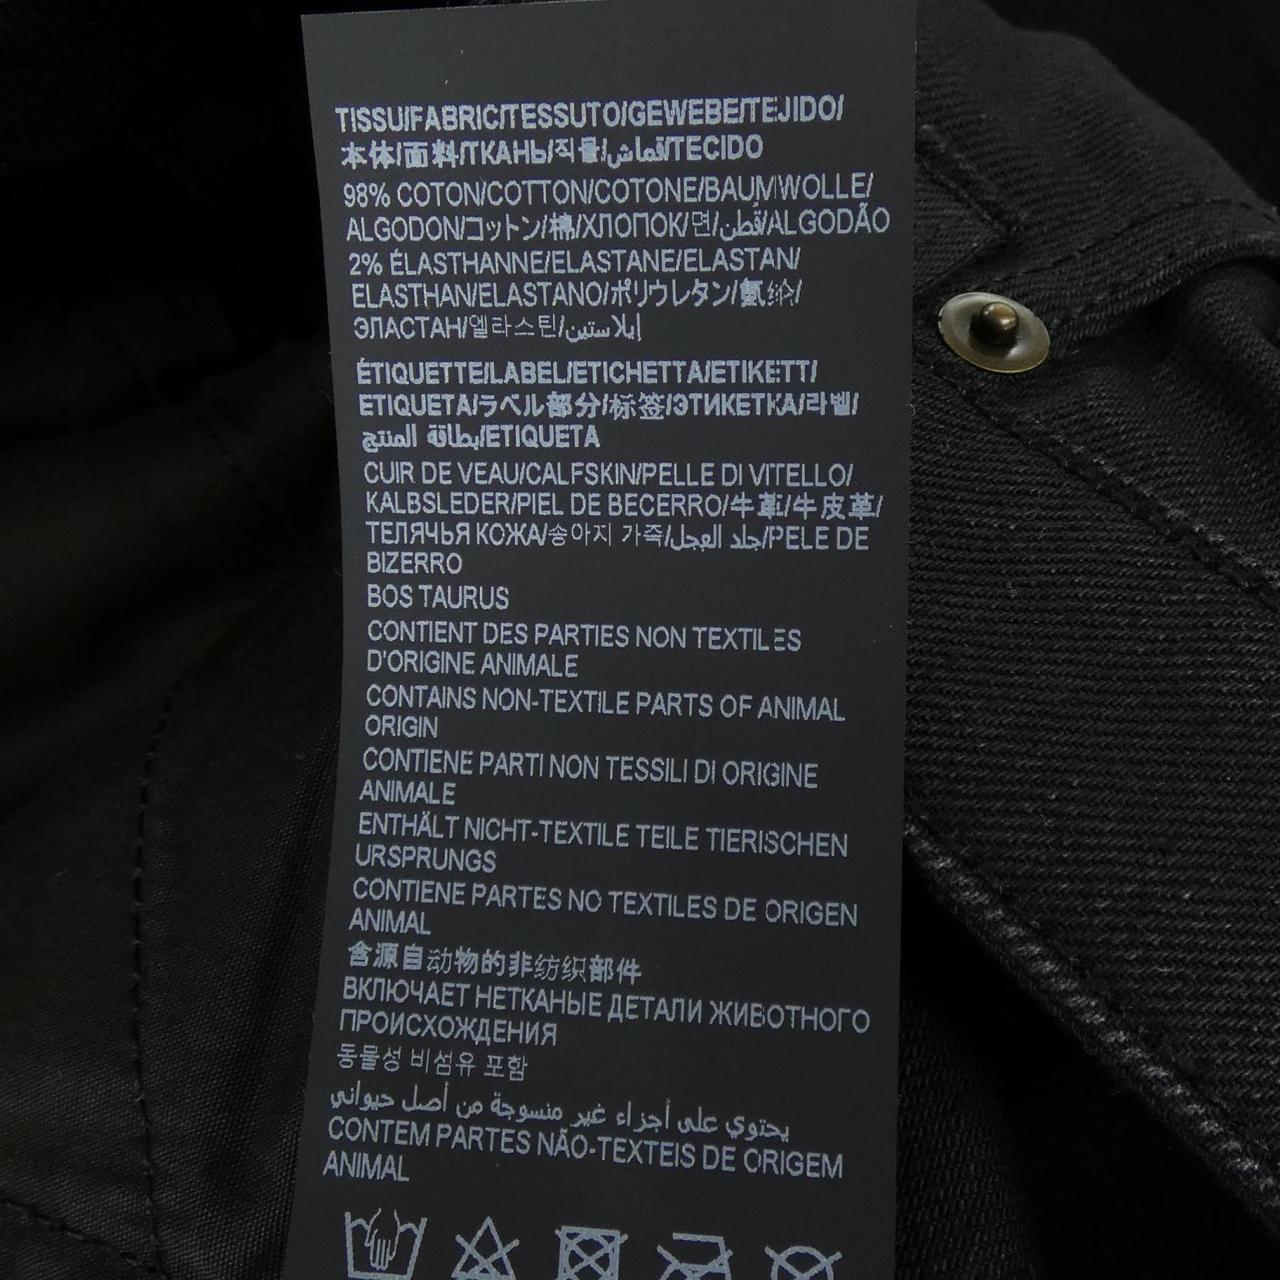 TISSU/FABRIC/TESSUTO/GEWEBE/TEJIDO/
本体/面料/ТКАНЬ/직물/قماش/TECIDO
98% COTON/COTTON/COTONE/BAUMWOLLE/
ALGODON/コットン/棉/ХЛОПОК/면/قُطن/ALGODÃO
2% ÉLASTHANNE/ELASTANE/ELASTAN/
ELASTHAN/ELASTANO/ポリウレタン/氨纶/
ЭЛАСТАН/엘라스틴/إيلاستين
ÉTIQUETTE/LABEL/ETICHETTA/ETIKETT/
ETIQUETA/ラベル部分/标签/ЭТИКЕТКА/라벨/
بطاقة المنتج/ETIQUETA
CUIR DE VEAU/CALFSKIN/PELLE DI VITELLO/
KALBSLEDER/PIEL DE BECERRO/牛革/牛皮革/
ТЕЛЯЧЬЯ КОЖА/송아지 가죽/جلد العجل/PELE DE
BIZERRO
BOS TAURUS
CONTIENT DES PARTIES NON TEXTILES
D'ORIGINE ANIMALE
CONTAINS NON-TEXTILE PARTS OF ANIMAL
ORIGIN
CONTIENE PARTI NON TESSILI DI ORIGINE
ANIMALE
ENTHÄLT NICHT-TEXTILE TEILE TIERISCHEN
URSPRUNGS
CONTIENE PARTES NO TEXTILES DE ORIGEN
ANIMAL
含源自动物的非纺织部件
ВКЛЮЧАЕТ НЕТКАНЫЕ ДЕТАЛИ ЖИВОТНОГО
ПРОИСХОЖДЕНИЯ
동물성 비섬유 포함
يحتوي على أجزاء غير منسوجة من أصل حيواني
CONTEM PARTES NÃO-TEXTEIS DE ORIGEM
ANIMAL